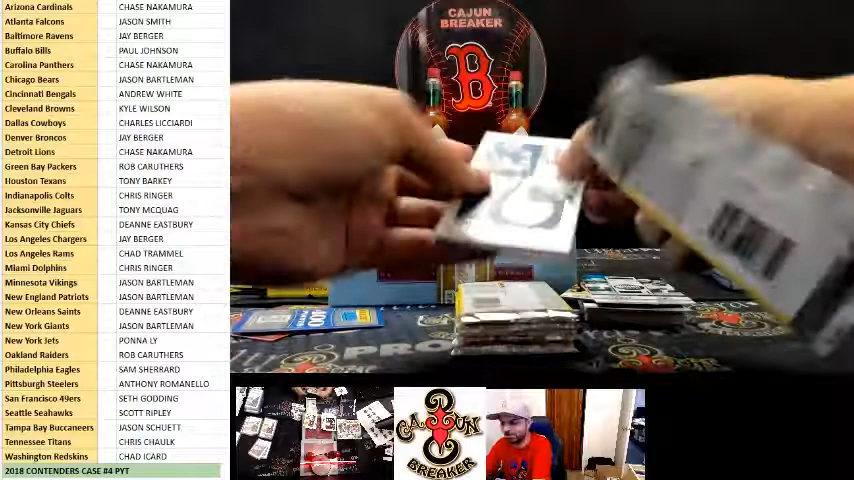 Arizona Cardinals CHASE NAKAMURA
Atlanta Falcons JASON SMITH
Baltimore Ravens JAY BERGER
Buffalo Bills PAUL JOHNSON
Carolina Panthers CHASE NAKAMURA
Chicago Bears JASON BARTLEMAN
Cincinnati Bengals ANDREW WHITE
Cleveland Browns KYLE WILSON
Dallas Cowboys CHARLES LICCIARDI
Denver Broncos JAY BERGER
Detroit Lions CHASE NAKAMURA
Green Bay Packers ROB CARUTHERS
Houston Texans TONY BARKEY
Indianapolis Colts CHRIS RINGER
Jacksonville Jaguars TONY MCQUAG
Kansas City Chiefs DEANNE EASTBURY
Los Angeles Chargers JAY BERGER
Los Angeles Rams CHAD TRAMMEL
Miami Dolphins CHRIS RINGER
Minnesota Vikings JASON BARTLEMAN
New England Patriots JASON BARTLEMAN
New Orleans Saints DEANNE EASTBURY
New York Giants JASON BARTLEMAN
New York Jets PONNA LY
Oakland Raiders ROB CARUTHERS
Philadelphia Eagles SAM SHERRARD
Pittsburgh Steelers ANTHONY ROMANELLO
San Francisco 49ers SETH GODDING
Seattle Seahawks SCOTT RIPLEY
Tampa Bay Buccaneers JASON SCHUETT
Tennessee Titans CHRIS CHAULK
Washington Redskins CHAD ICARD
2018 CONTENDERS CASE #4 PYT
CAJUN
BREAKER
B
CAJUN
BREAKER